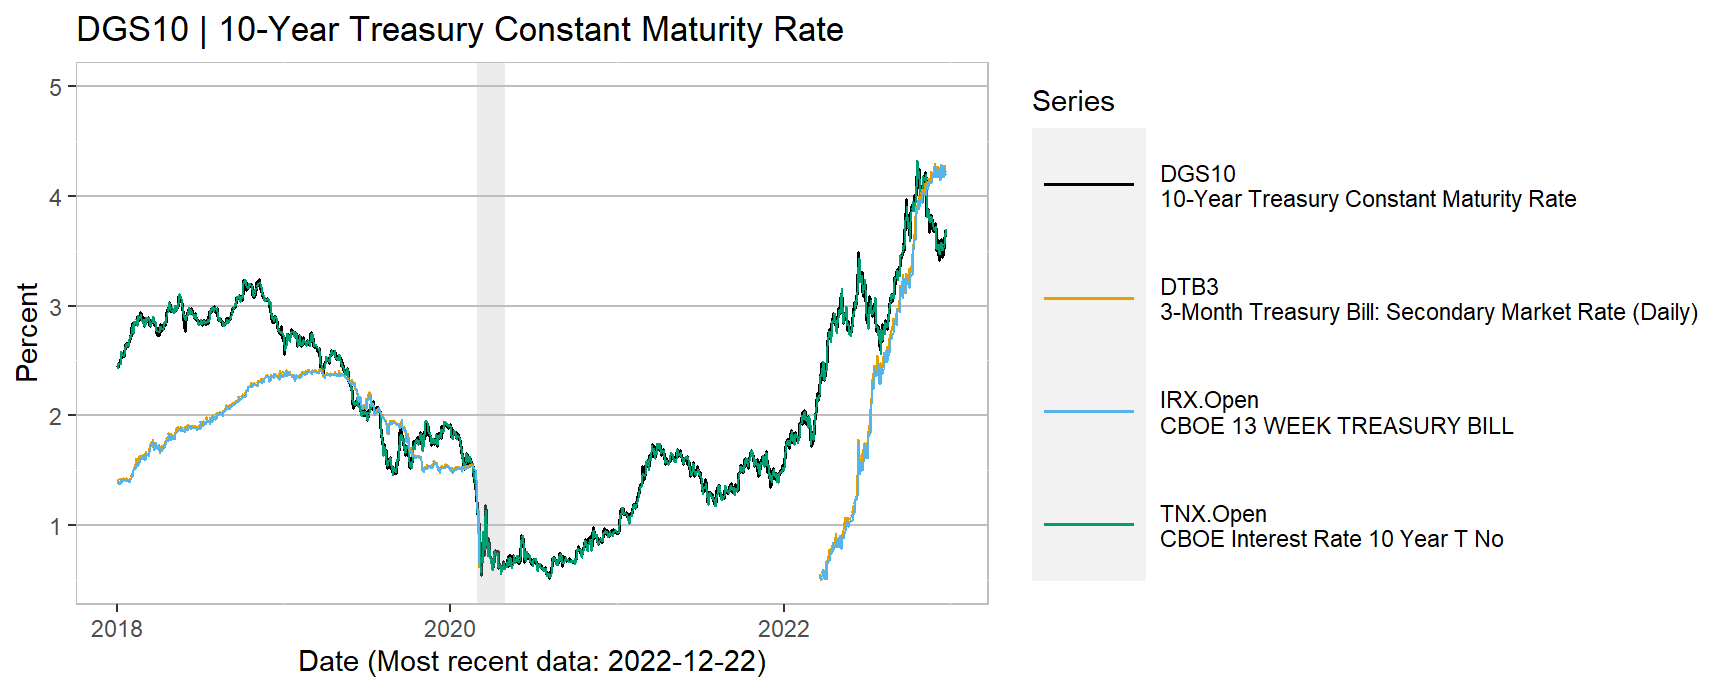 DGS10 | 10-Year Treasury Constant Maturity Rate
5
4
3
2
1
Percent
2018
2020
2022
Date (Most recent data: 2022-12-22)
Series
DGS10
10-Year Treasury Constant Maturity Rate
DTB3
3-Month Treasury Bill: Secondary Market Rate (Daily)
IRX.Open
CBOE 13 WEEK TREASURY BILL
TNX.Open
CBOE Interest Rate 10 Year T No